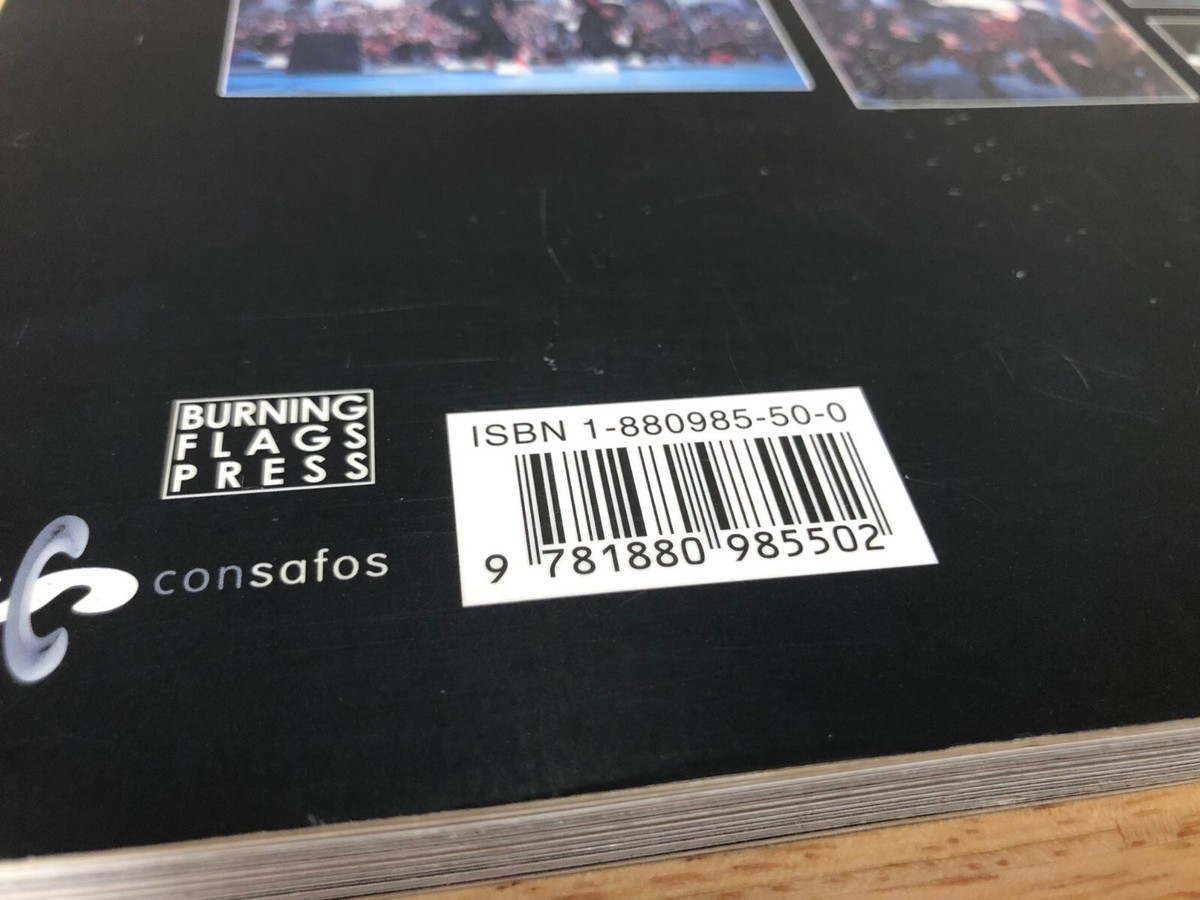 BURNING
FLAGS
PRESS
consafos
ISBN 1-880985-50-0
9 781880 985502